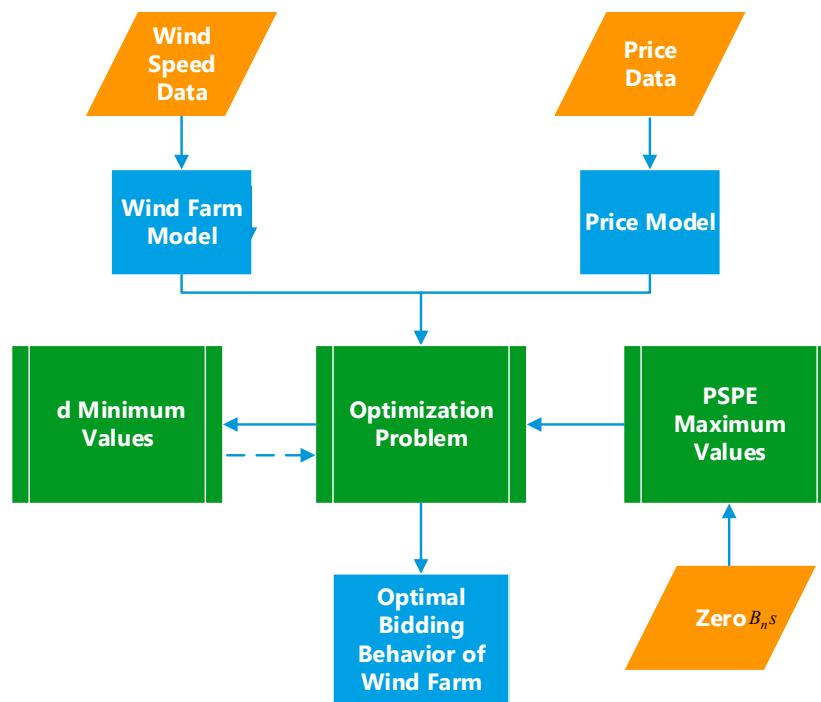 Wind
Speed
Data
Price
Data
Wind Farm
Model
Price Model
d Minimum
Values
Optimization
Problem
PSPE
Maximum
Values
Optimal
Bidding
Behavior of
Wind Farm
Zero Bₙs